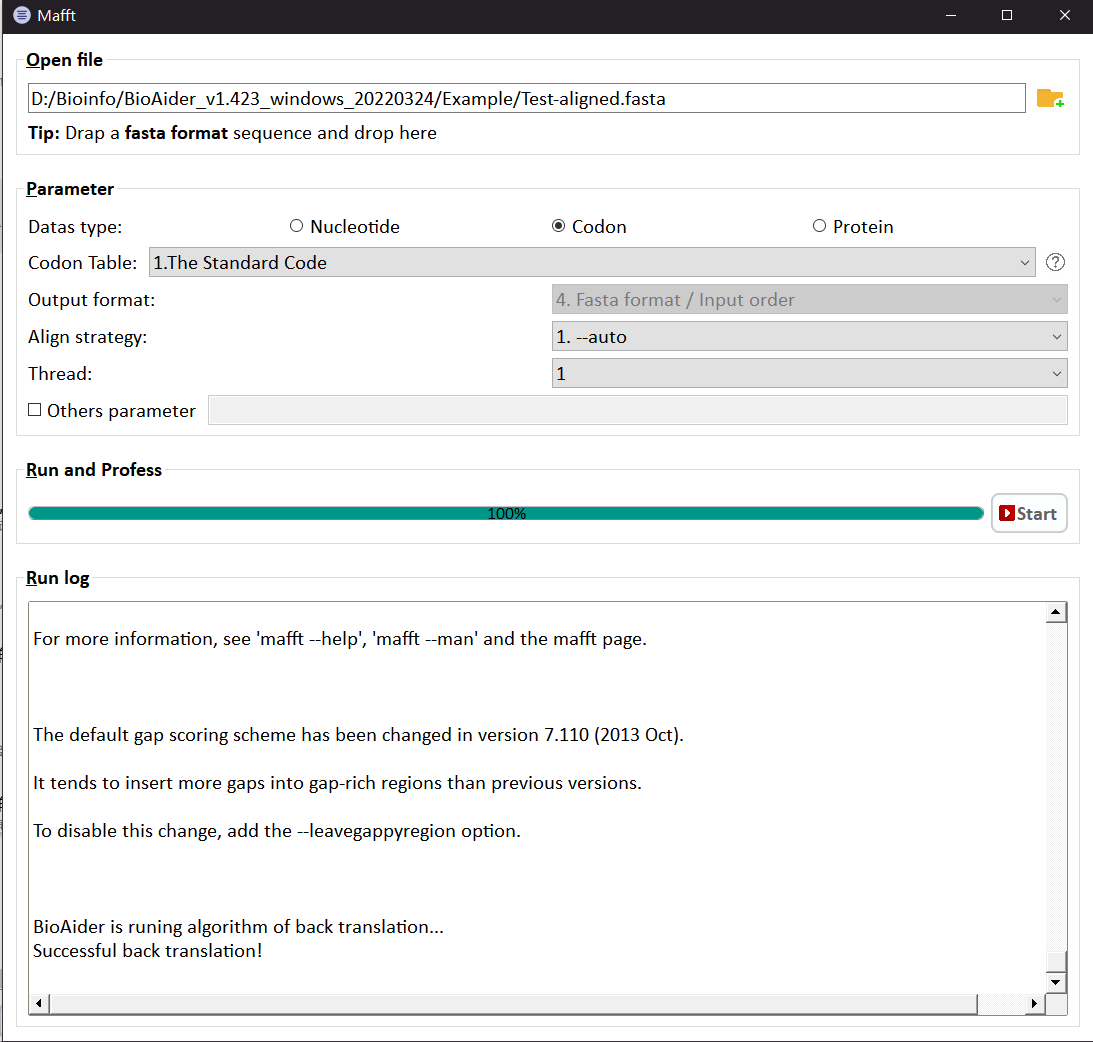 Mafft
Open file
D:/Bioinfo/BioAider_v1.423_windows_20220324/Example/Test-aligned.fasta
Tip: Drap a fasta format sequence and drop here
Parameter
Datas type: Nucleotide Codon Protein
Codon Table: 1.The Standard Code ?
Output format: 4. Fasta format / Input order
Align strategy: 1. --auto
Thread: 1
Others parameter
Run and Profess
100% Start
Run log
For more information, see 'mafft --help', 'mafft --man' and the mafft page.
The default gap scoring scheme has been changed in version 7.110 (2013 Oct).
It tends to insert more gaps into gap-rich regions than previous versions.
To disable this change, add the --leavegappyregion option.
BioAider is runing algorithm of back translation...
Successful back translation!